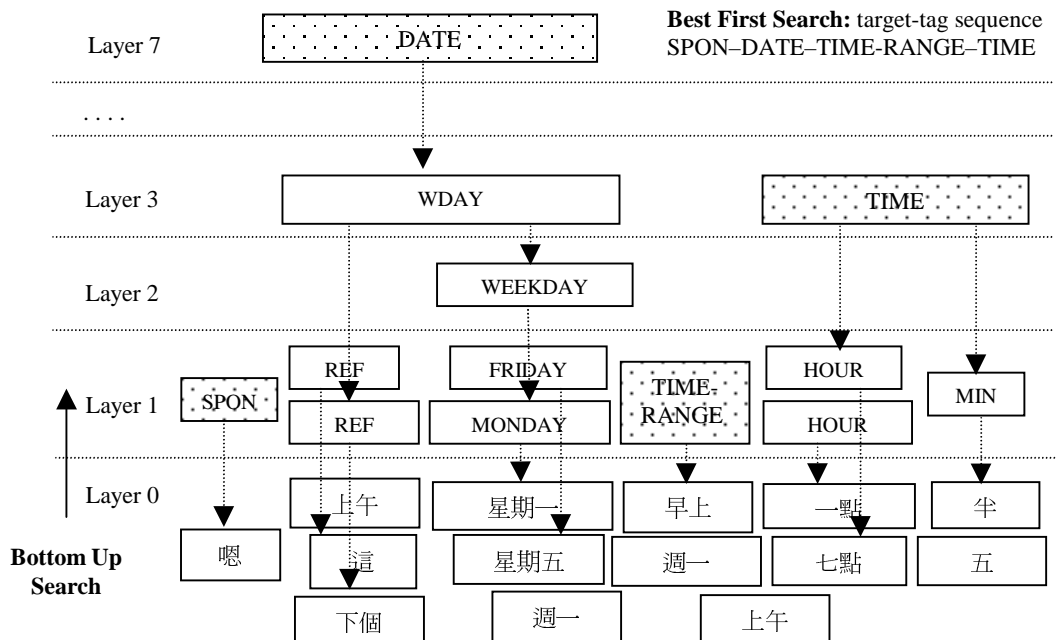 Best First Search: target-tag sequence
SPON–DATE–TIME-RANGE–TIME
Layer 7
DATE
. . . .
Layer 3
WDAY
TIME
Layer 2
WEEKDAY
REF
FRIDAY
HOUR
Layer 1
SPON
REF
MONDAY
TIME-
RANGE
HOUR
MIN
Layer 0
上午
星期一
早上
一點
半
嗯
這
星期五
週一
七點
五
下個
週一
上午
Bottom Up
Search